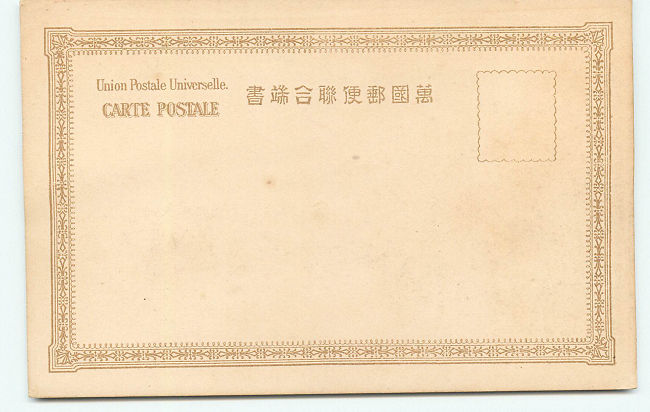 Union Postale Universelle.
CARTE POSTALE
書端合聯便郵國萬